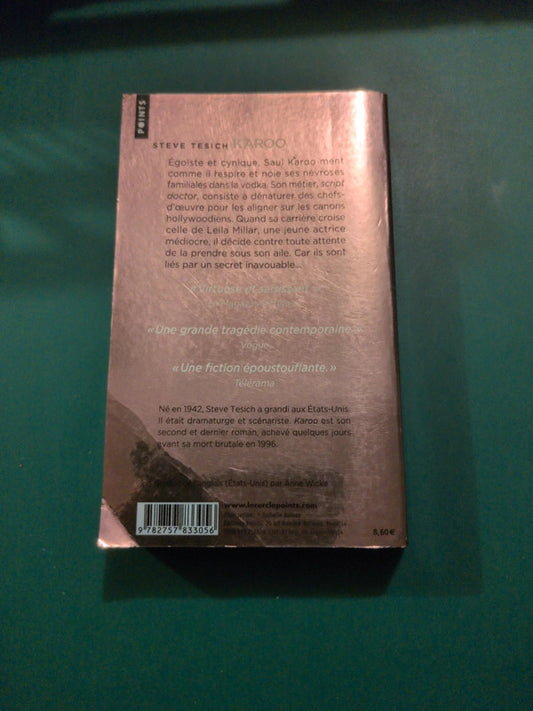 POINTS
STEVE TESICH KAROO
Égoïste et cynique, Saul Karoo ment
comme il respire et noie ses névroses
familiales dans la vodka. Son métier, script
doctor, consiste à dénaturer des chefs-
d'œuvre pour les aligner sur les canons
hollywoodiens. Quand sa carrière croise
celle de Leila Millar, une jeune actrice
médiocre, il décide contre toute attente
de la prendre sous son aile. Car ils sont
liés par un secret inavouable...
« Virtuose et
« Une grande tragédie contemporaine. »
Vogue
« Une fiction époustouflante. »
Télérama
Né en 1942, Steve Tesich a grandi aux États-Unis.
Il était dramaturge et scénariste. Karoo est son
second et dernier roman, achevé quelques jours
avant sa mort brutale en 1996.
Traduit de l'anglais (États-Unis) par Anne Wicke
www.lecerclepoints.com
9 782757 833056
8,60€